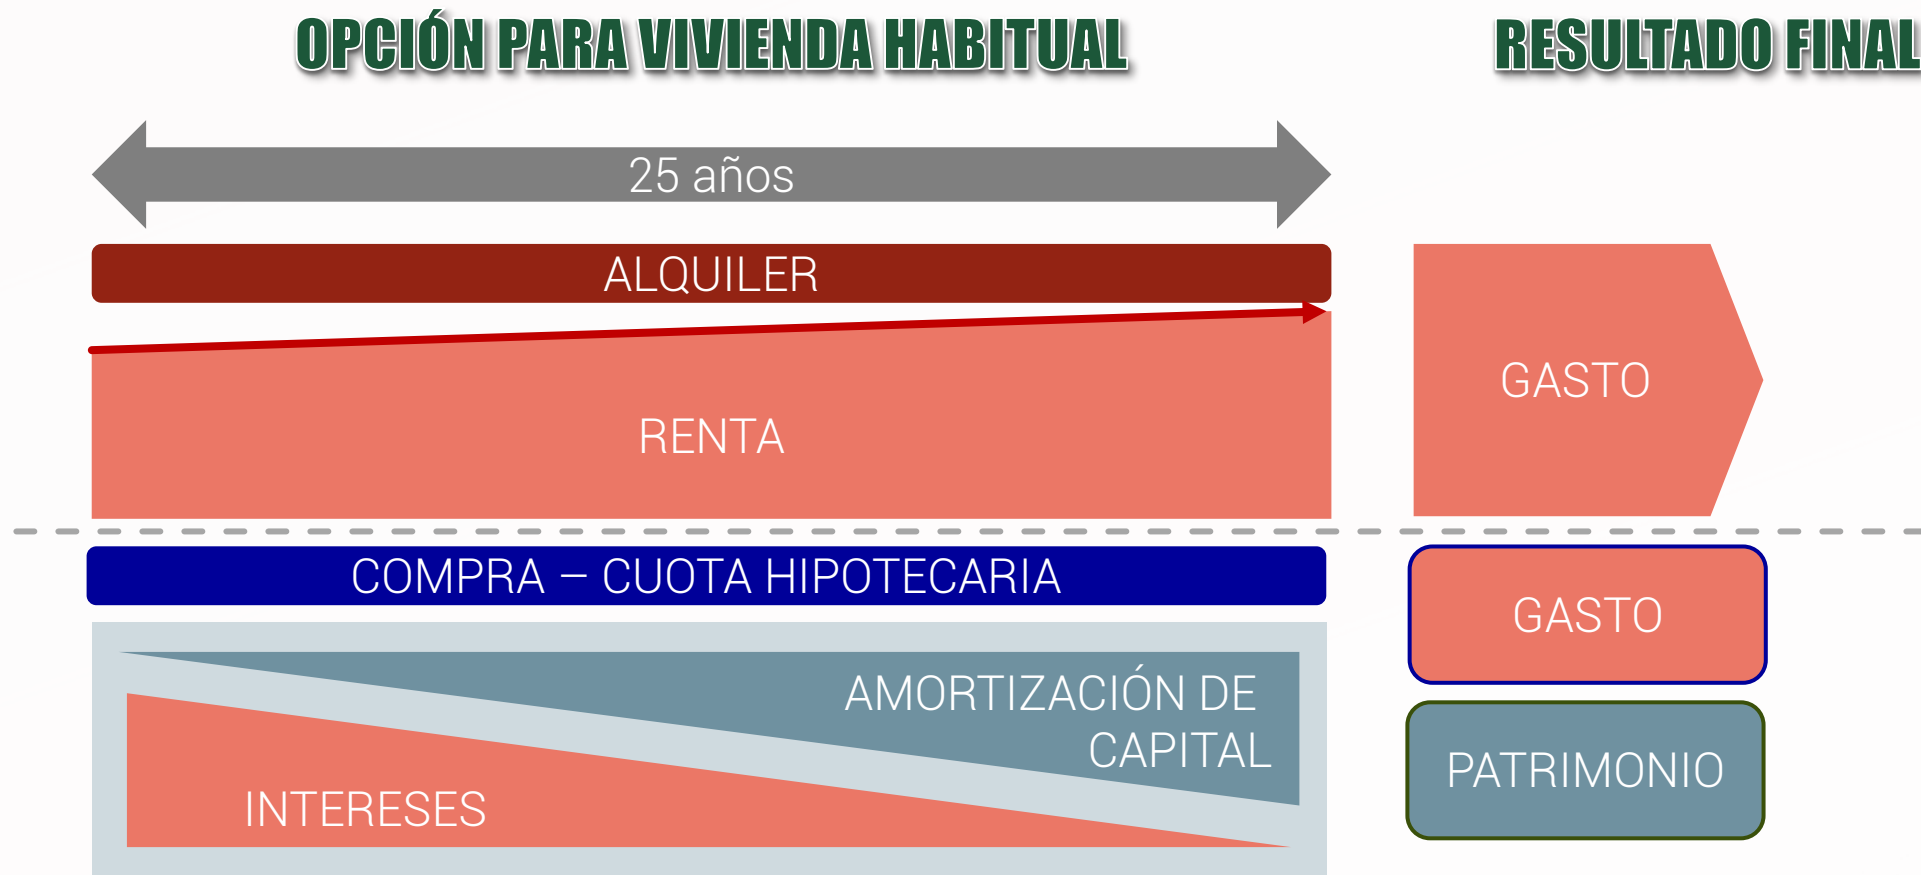 OPCIÓN PARA VIVIENDA HABITUAL
RESULTADO FINAL
25 años
ALQUILER
RENTA
GASTO
COMPRA – CUOTA HIPOTECARIA
AMORTIZACIÓN DE
CAPITAL
INTERESES
GASTO
PATRIMONIO